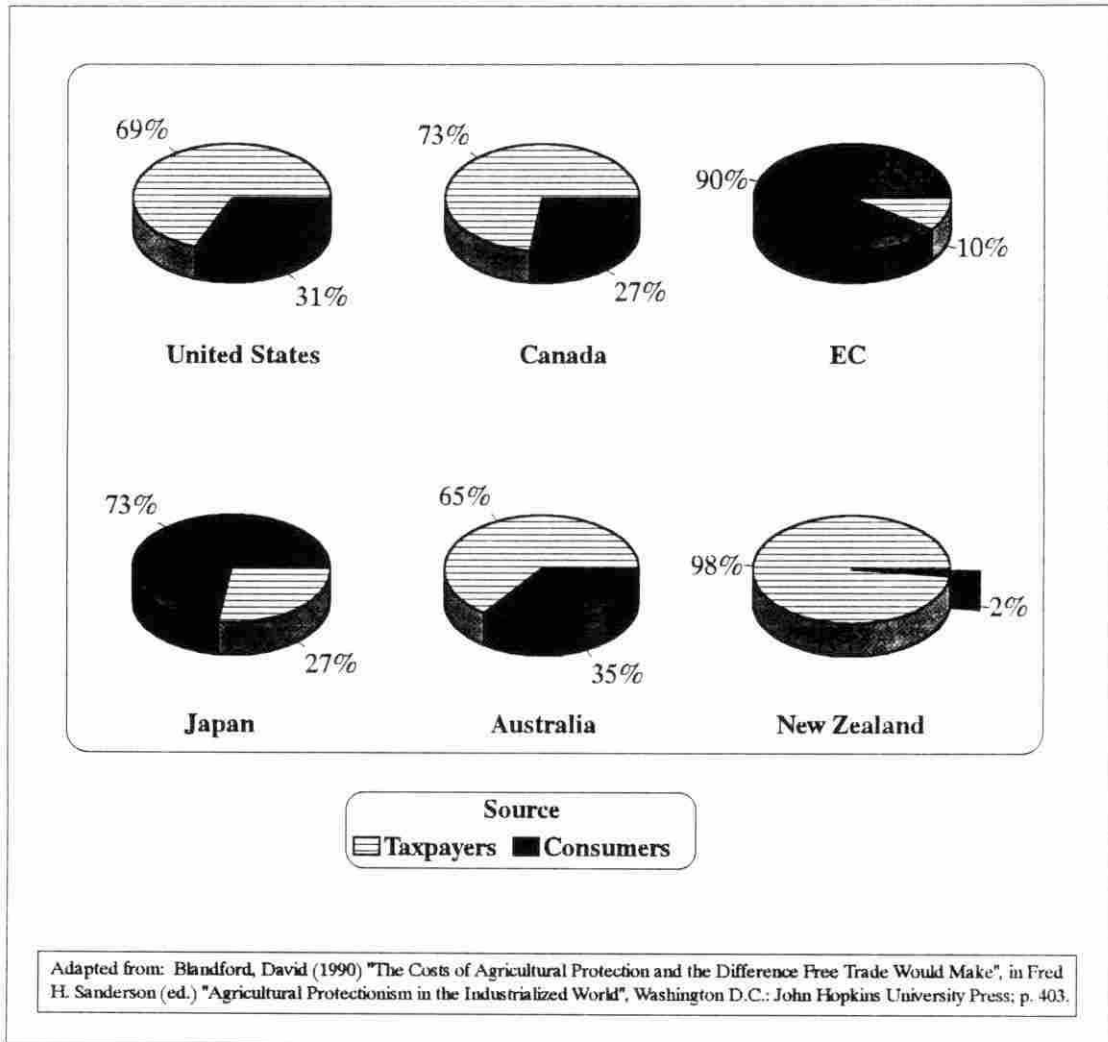 69%
31%
United States
73%
27%
Canada
90%
10%
EC
73%
27%
Japan
65%
35%
Australia
98%
2%
New Zealand
Source
Taxpayers Consumers
Adapted from: Blandford, David (1990) "The Costs of Agricultural Protection and the Difference Free Trade Would Make", in Fred
H. Sanderson (ed.) "Agricultural Protectionism in the Industrialized World", Washington D.C.: John Hopkins University Press; p. 403.